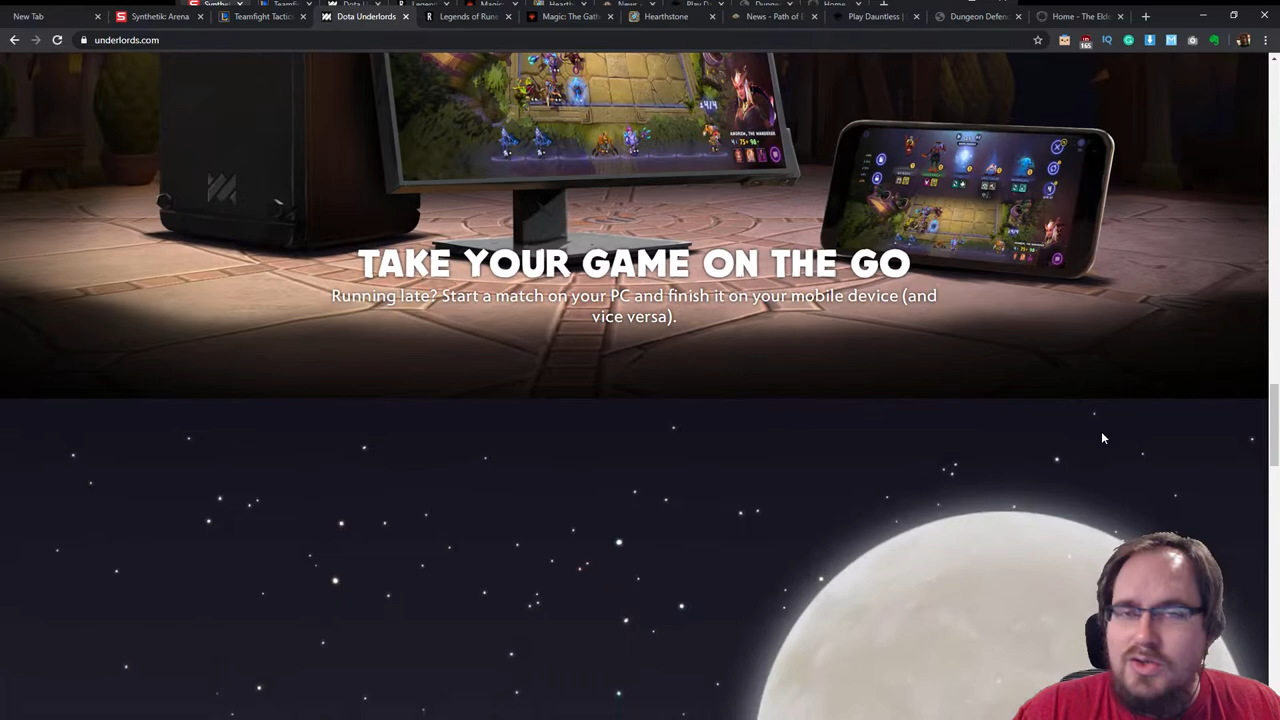 New Tab
Synthetik: Arena
Teamfight Tactic
Dota Underlords
Legends of Rune
Magic: The Gath
Hearthstone
News - Path of
Play Dauntless |
Dungeon Defen
Home - The Elde
underlords.com
165
TAKE YOUR GAME ON THE GO
Running late? Start a match on your PC and finish it on your mobile device (and
vice versa).